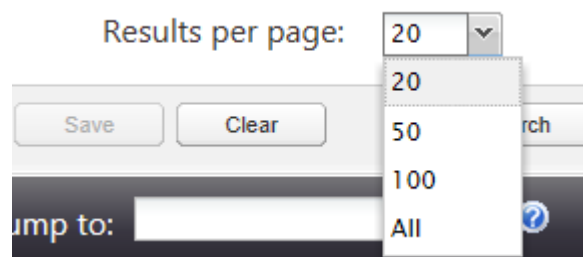 Results per page: 20
20
Save Clear 50 rch
100
ump to: All ?